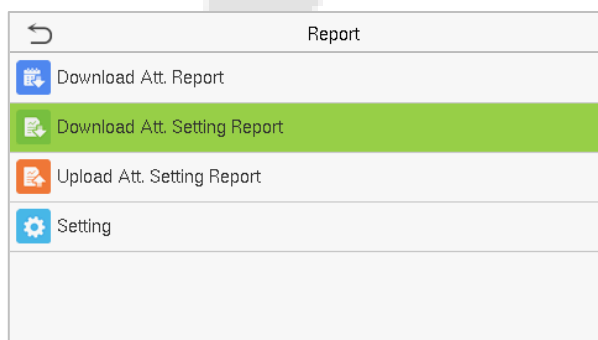 Report
Download Att. Report
Download Att. Setting Report
Upload Att. Setting Report
Setting